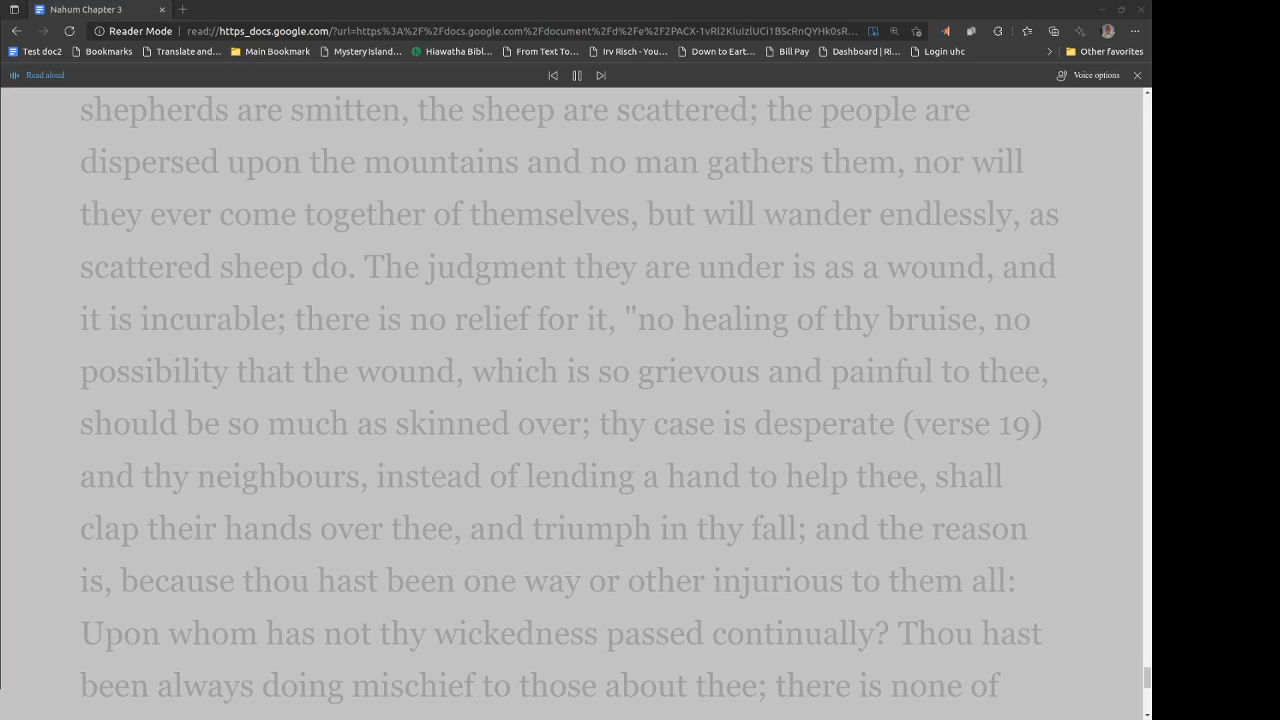 Nahum Chapter 3
Reader Mode
read://https_docs.google.com/?url=https%3A%2F%2Fdocs.google.com%2Fdocument%2Fd%2Fe%2F2PACX-1vRl2KluIzlUCi1BScRnQYHk0sR...
Test doc2
Bookmarks
Translate and...
Main Bookmark
Mystery Island...
Hiawatha Bibl...
From Text To...
Irv Risch - You...
Down to Eart...
Bill Pay
Dashboard | Ri...
Login uhc
Other favorites
Read aloud
Voice options
shepherds are smitten, the sheep are scattered; the people are
dispersed upon the mountains and no man gathers them, nor will
they ever come together of themselves, but will wander endlessly, as
scattered sheep do. The judgment they are under is as a wound, and
it is incurable; there is no relief for it, "no healing of thy bruise, no
possibility that the wound, which is so grievous and painful to thee,
should be so much as skinned over; thy case is desperate (verse 19)
and thy neighbours, instead of lending a hand to help thee, shall
clap their hands over thee, and triumph in thy fall; and the reason
is, because thou hast been one way or other injurious to them all:
Upon whom has not thy wickedness passed continually? Thou hast
been always doing mischief to those about thee; there is none of